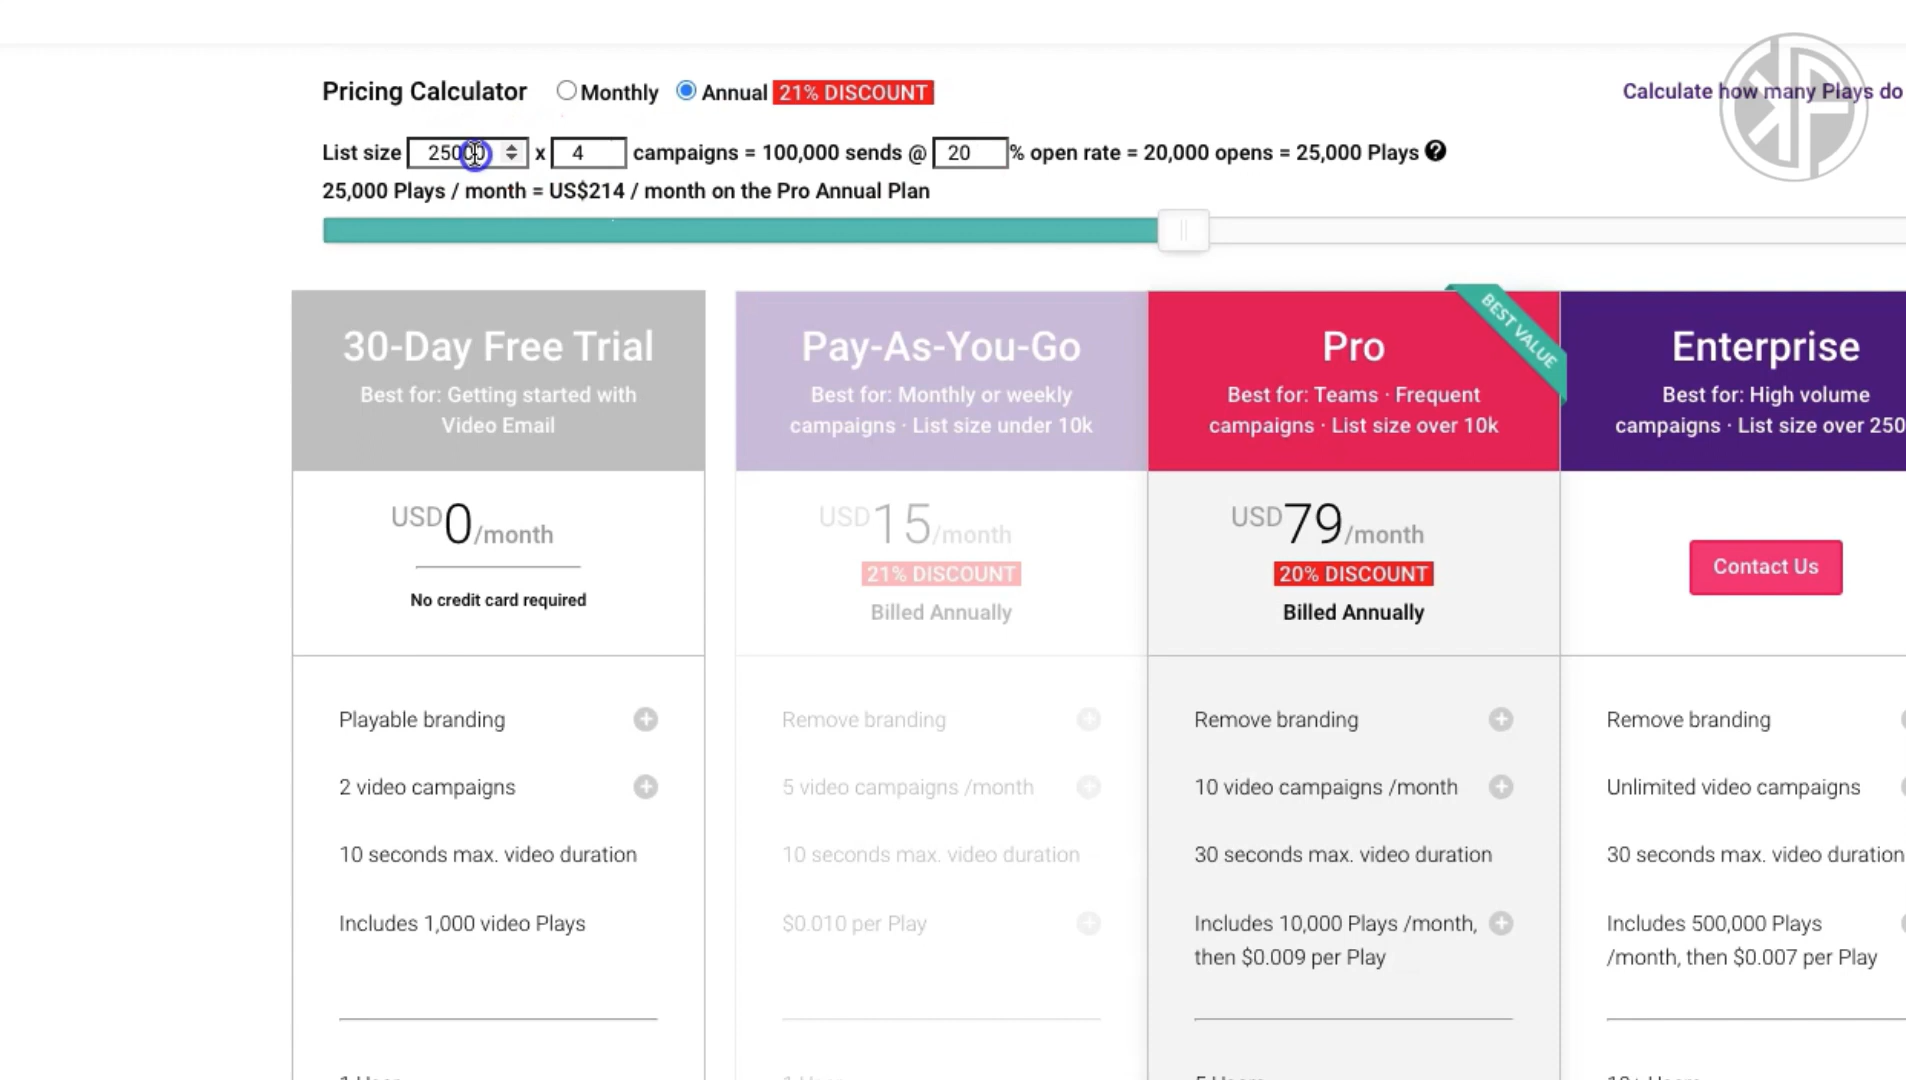 Pricing Calculator Monthly Annual 21% DISCOUNT
Calculate how many Plays do
List size 25000 x 4 campaigns = 100,000 sends @ 20 % open rate = 20,000 opens = 25,000 Plays ?
25,000 Plays / month = US$214 / month on the Pro Annual Plan
30-Day Free Trial
Best for: Getting started with
Video Email
USD0/month
No credit card required
Playable branding
2 video campaigns
10 seconds max. video duration
Includes 1,000 video Plays
Pay-As-You-Go
Best for: Monthly or weekly
campaigns · List size under 10k
USD15/month
21% DISCOUNT
Billed Annually
Remove branding
5 video campaigns /month
10 seconds max. video duration
$0.010 per Play
BEST VALUE
Pro
Best for: Teams · Frequent
campaigns · List size over 10k
USD79/month
20% DISCOUNT
Billed Annually
Remove branding
10 video campaigns /month
30 seconds max. video duration
Includes 10,000 Plays /month,
then $0.009 per Play
Enterprise
Best for: High volume
campaigns · List size over 250
Contact Us
Remove branding
Unlimited video campaigns
30 seconds max. video duration
Includes 500,000 Plays
/month, then $0.007 per Play